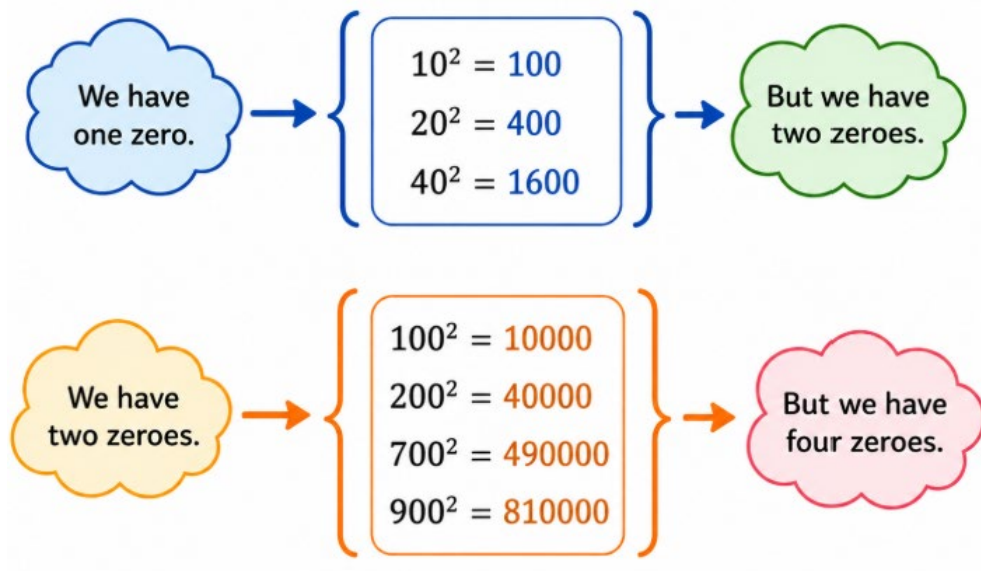 We have
one zero.
10² = 100
20² = 400
40² = 1600
But we have
two zeroes.
We have
two zeroes.
100² = 10000
200² = 40000
700² = 490000
900² = 810000
But we have
four zeroes.